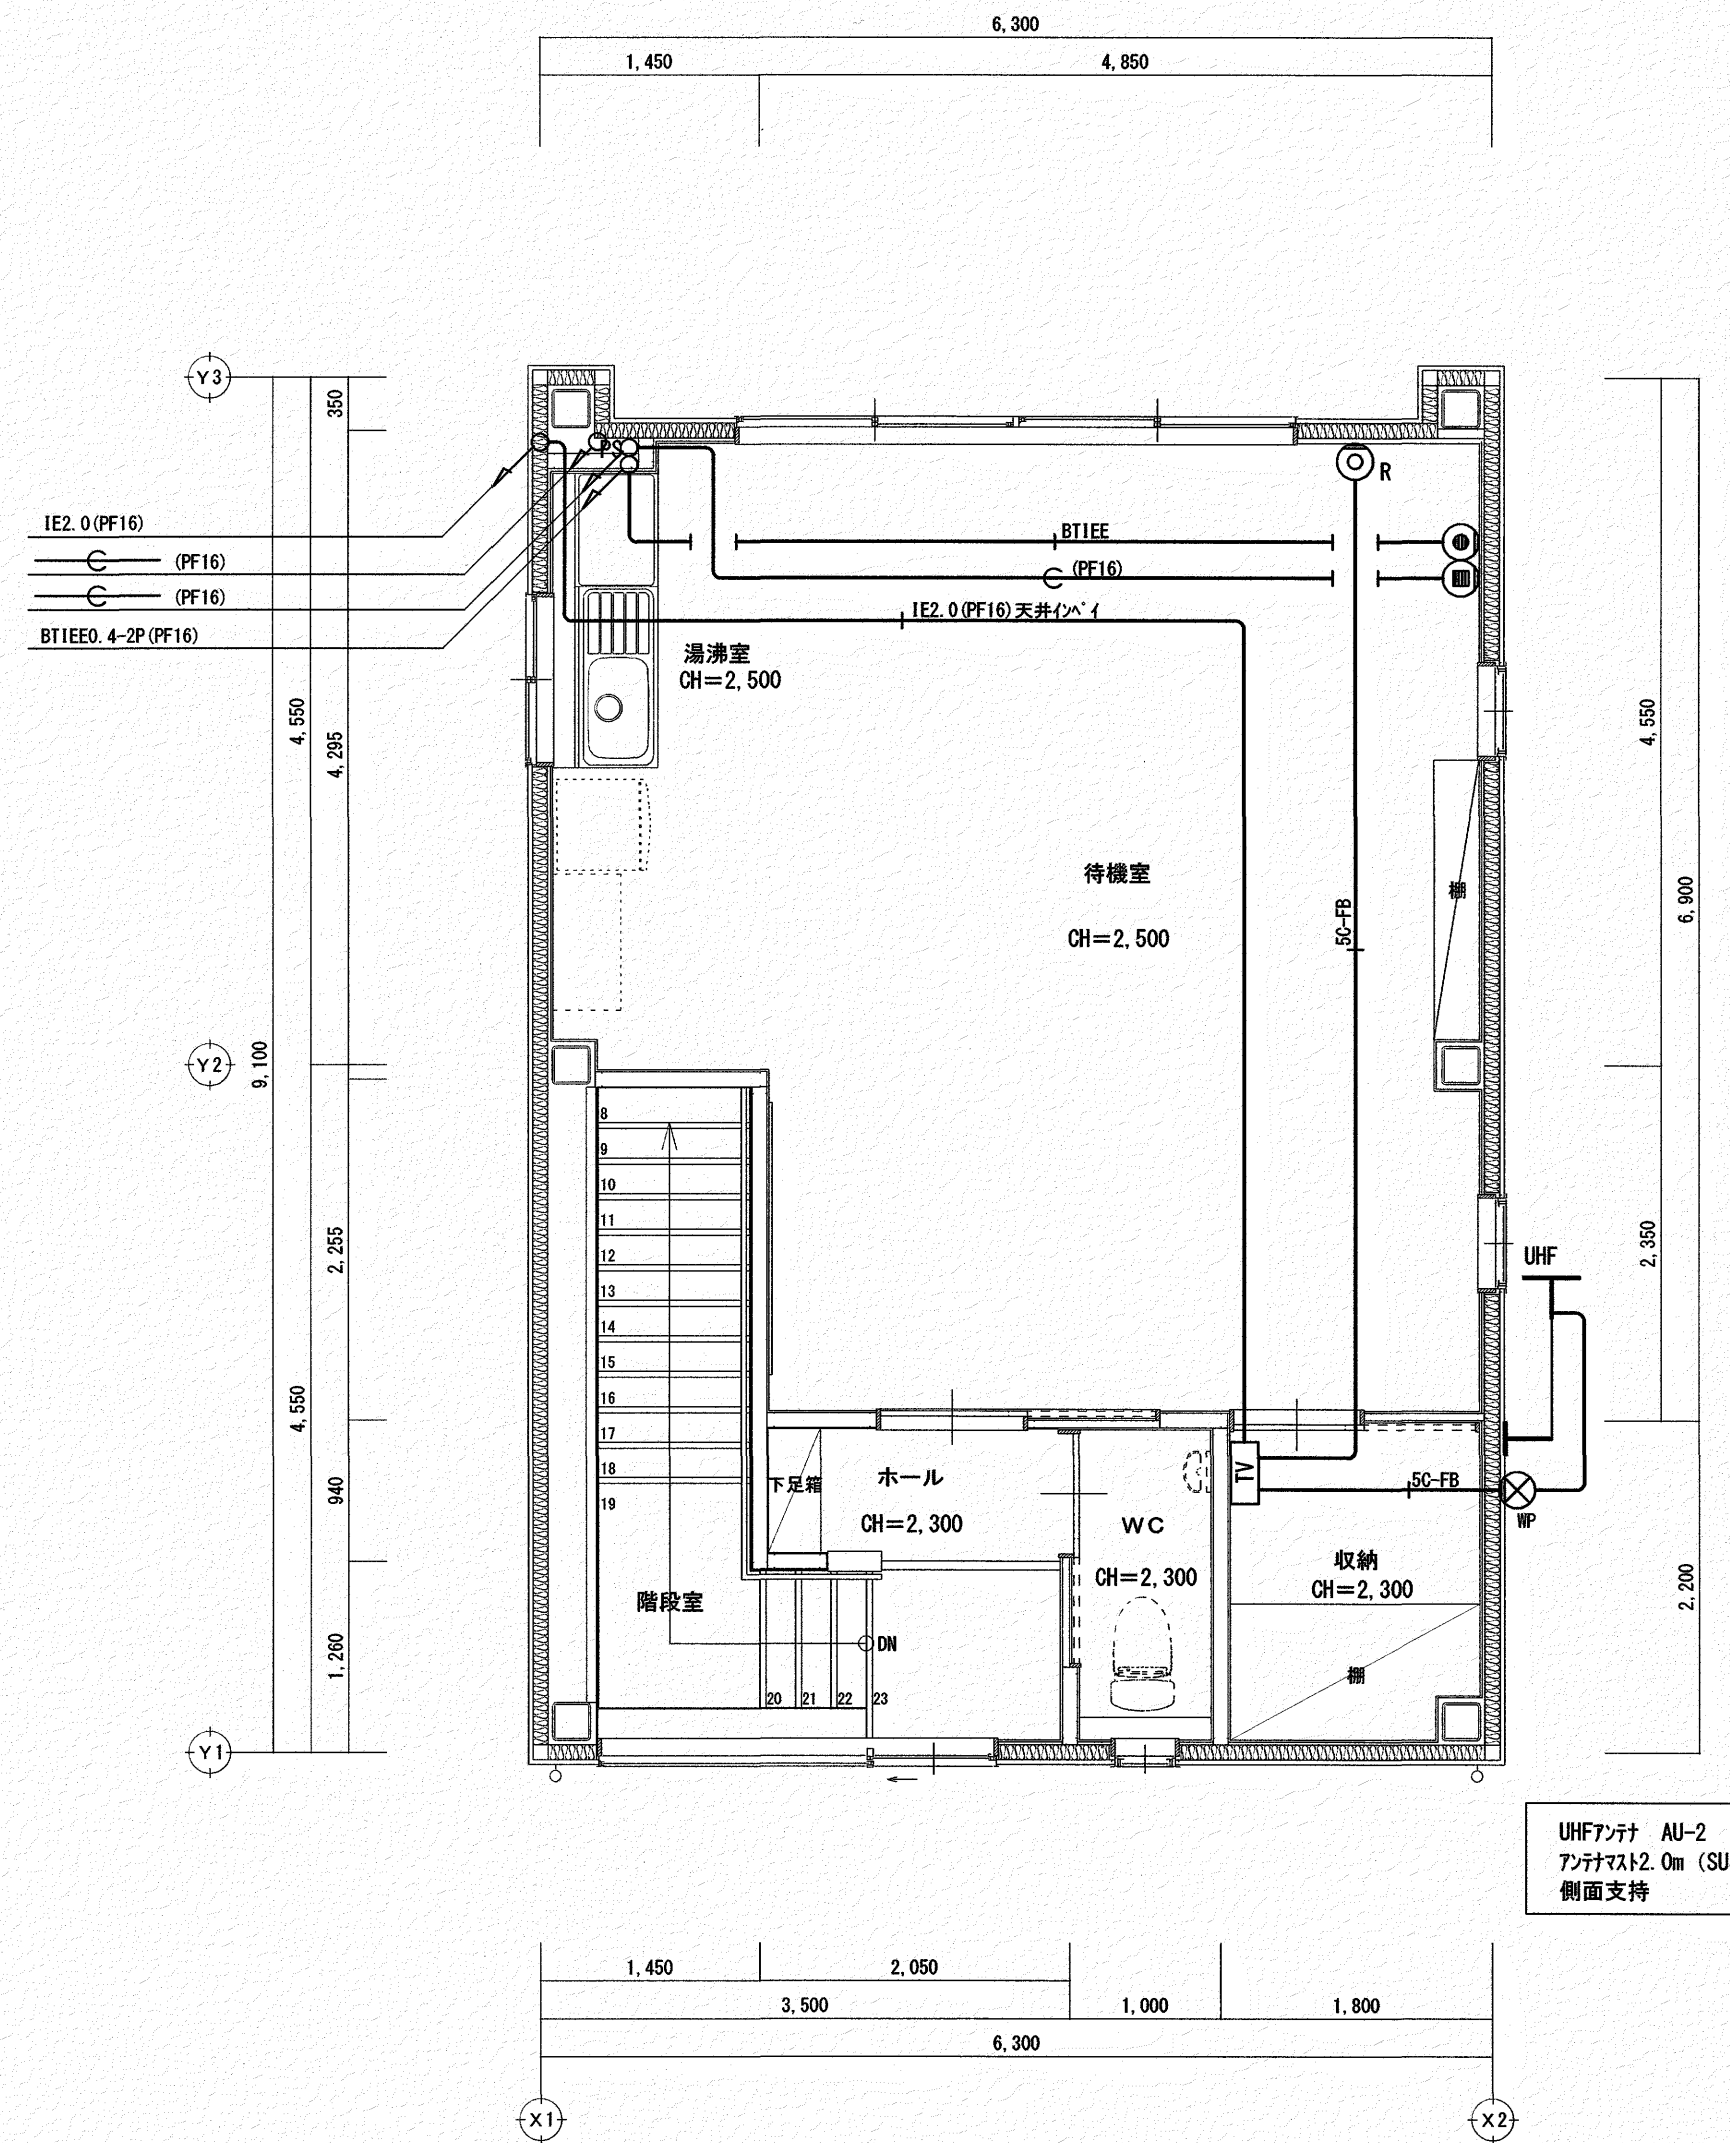 6,300
1,450
4,850
Y3
350
PS
R
IE2.0(PF16)
BTIEE
(PF16)
(PF16)
(PF16)
IE2.0(PF16)天井インペイ
BTIEE0.4-2P(PF16)
湯沸室
CH=2,500
4,550
4,295
4,550
待機室
CH=2,500
棚
5C-FB
6,900
Y2
9,100
8
9
10
11
12
13
14
15
16
17
18
19
2,255
2,350
UHF
4,550
940
下足箱
ホール
CH=2,300
TV
5C-FB
WP
WC
CH=2,300
収納
CH=2,300
2,200
階段室
DN
1,260
棚
20
21
22
23
Y1
UHFアンテナ AU-2
アンテナマスト2.0m (SU
側面支持
1,450
2,050
3,500
1,000
1,800
6,300
X1
X2